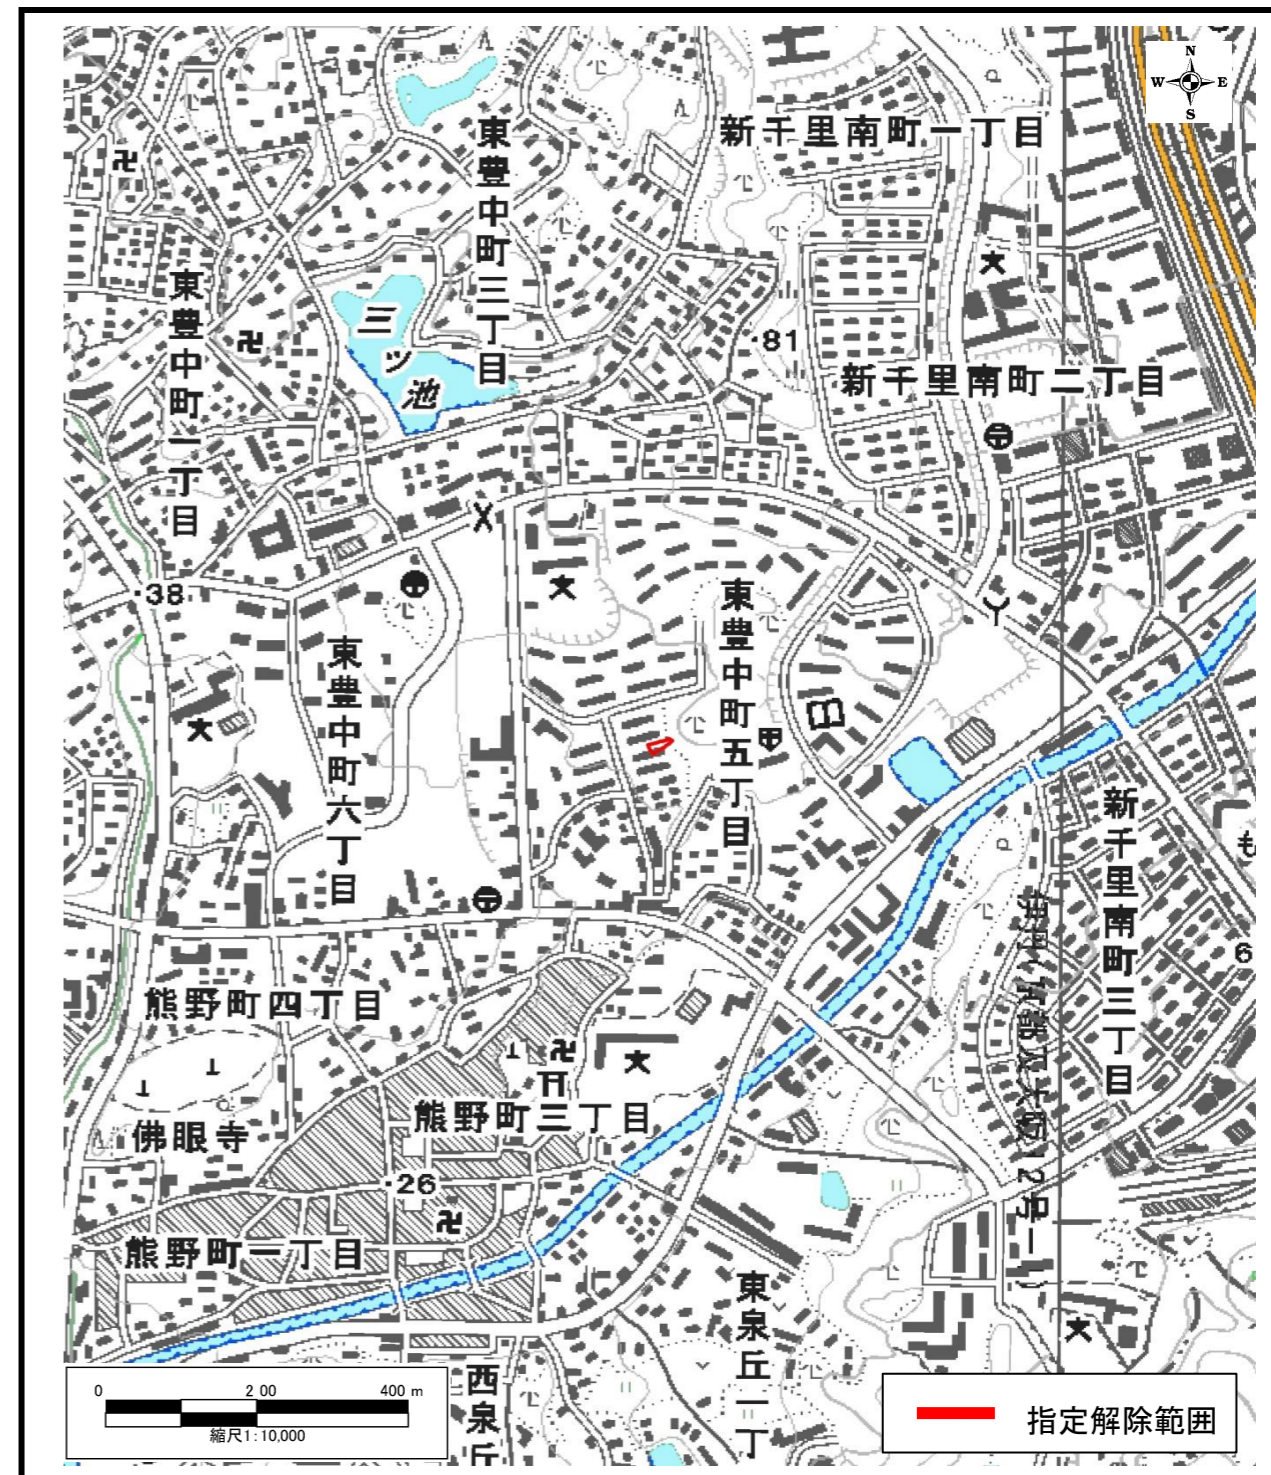 N
W E
S
新千里南町一丁目
東豊中町三丁目
東豊中町一丁目
三ッ池
・81
新千里南町二丁目
・38
東豊中町五丁目
東豊中町六丁目
新千里南町三丁目
も
6
熊野町四丁目
熊野町三丁目
佛眼寺
・26
熊野町一丁目
東泉丘一丁
西泉丘
0 200 400 m
縮尺1:10,000
指定解除範囲